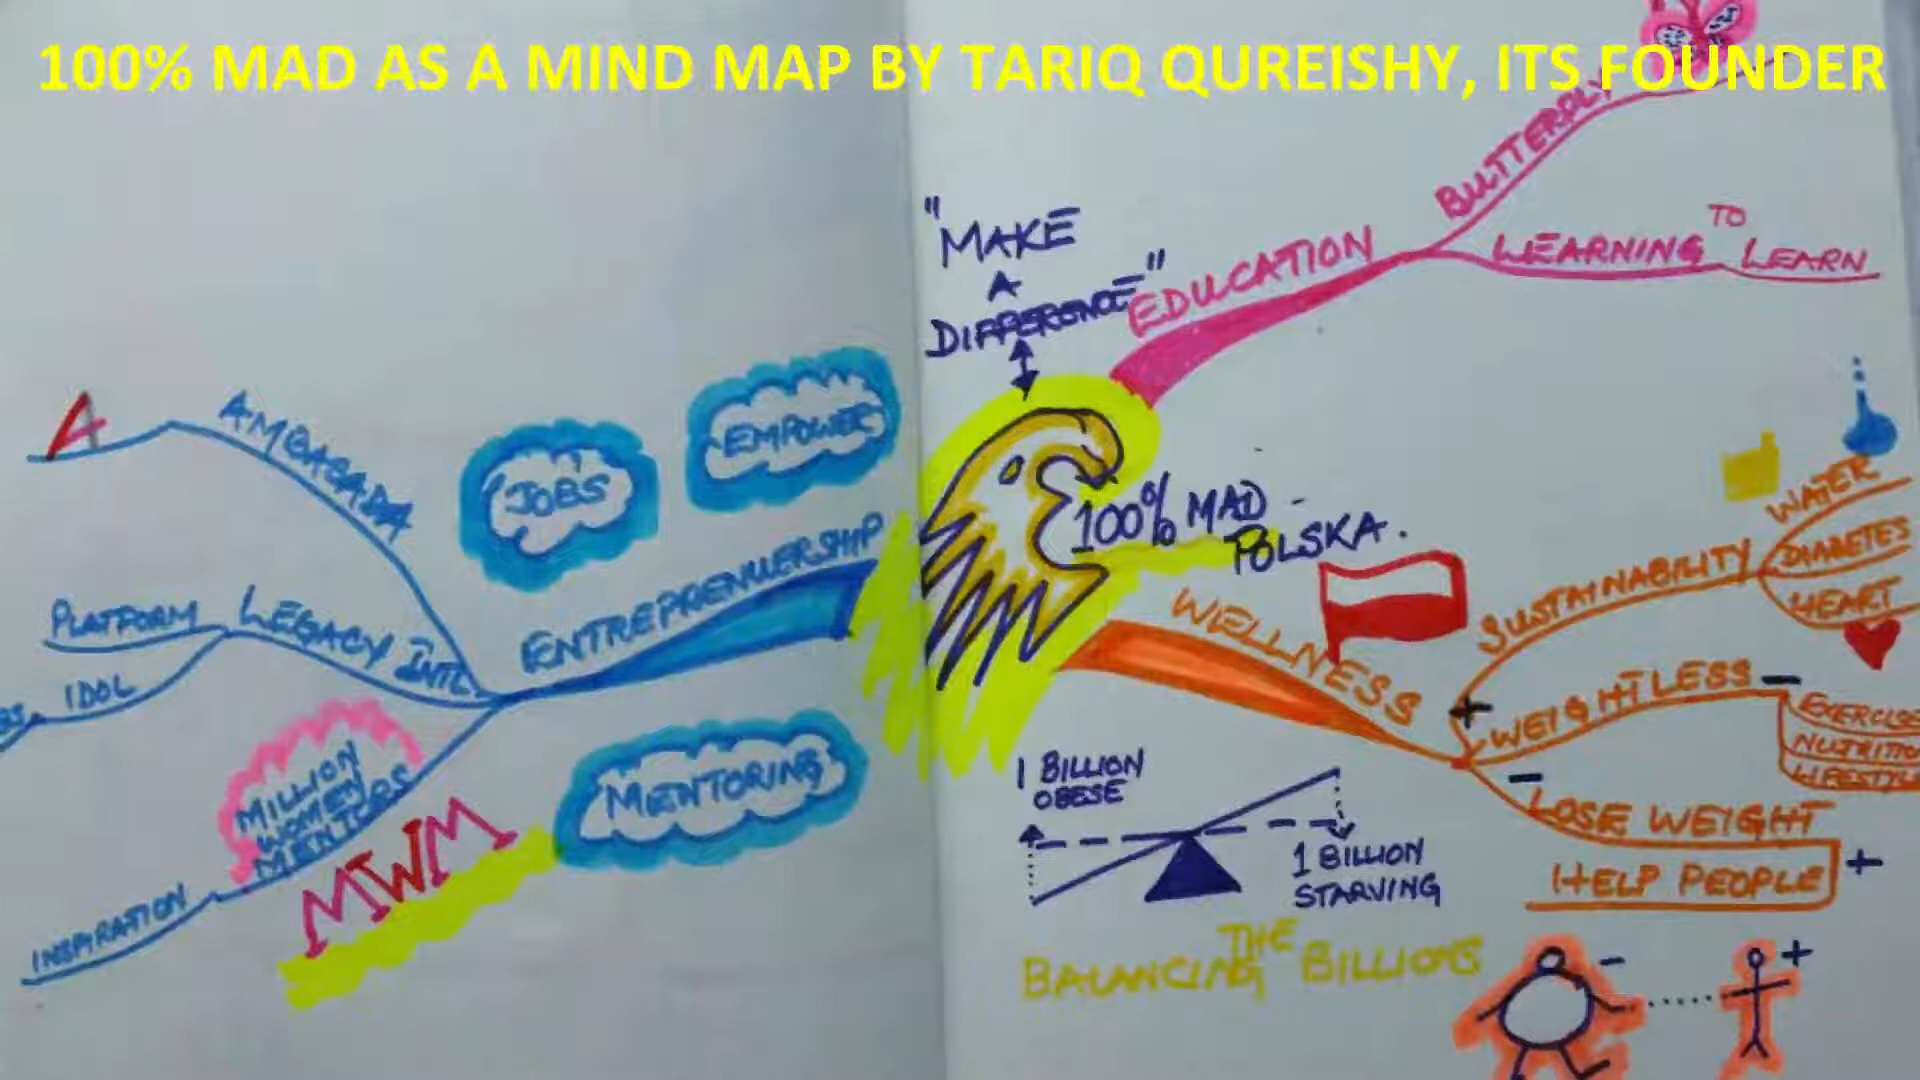 100% MAD AS A MIND MAP BY TARIQ QUREISHY, ITS FOUNDER
"MAKE
A
DIFFERENCE"
EDUCATION
BUTTERFLY
LEARNING TO LEARN
100% MAD -
POLSKA.
AMBASADA
JOBS
EMPOWER
ENTREPRENUERSHIP
LEGACY INTL.
PLATFORM
IDOL
MILLION
WOMEN
MENTORS
MWM
INSPIRATION
MENTORING
WELLNESS
SUSTAINABILITY
WATER
DIABETES
HEART
+
WEIGHTLESS -
EXERCISE
NUTRITION
LIFESTYLE
-
LOSE WEIGHT
HELP PEOPLE +
1 BILLION
OBESE
1 BILLION
STARVING
BALANCING THE BILLIONS
- +